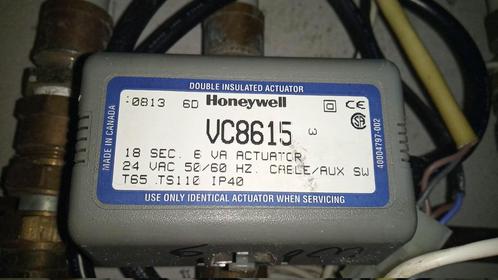 DOUBLE INSULATED ACTUATOR
0813 6D Honeywell CE
VC8615 3
18 SEC. 6 VA ACTUATOR
24 VAC 50/60 HZ. CABLE/AUX SW
T65 TS110 IP40
USE ONLY IDENTICAL ACTUATOR WHEN SERVICING
MADE IN CANADA
40004797-002